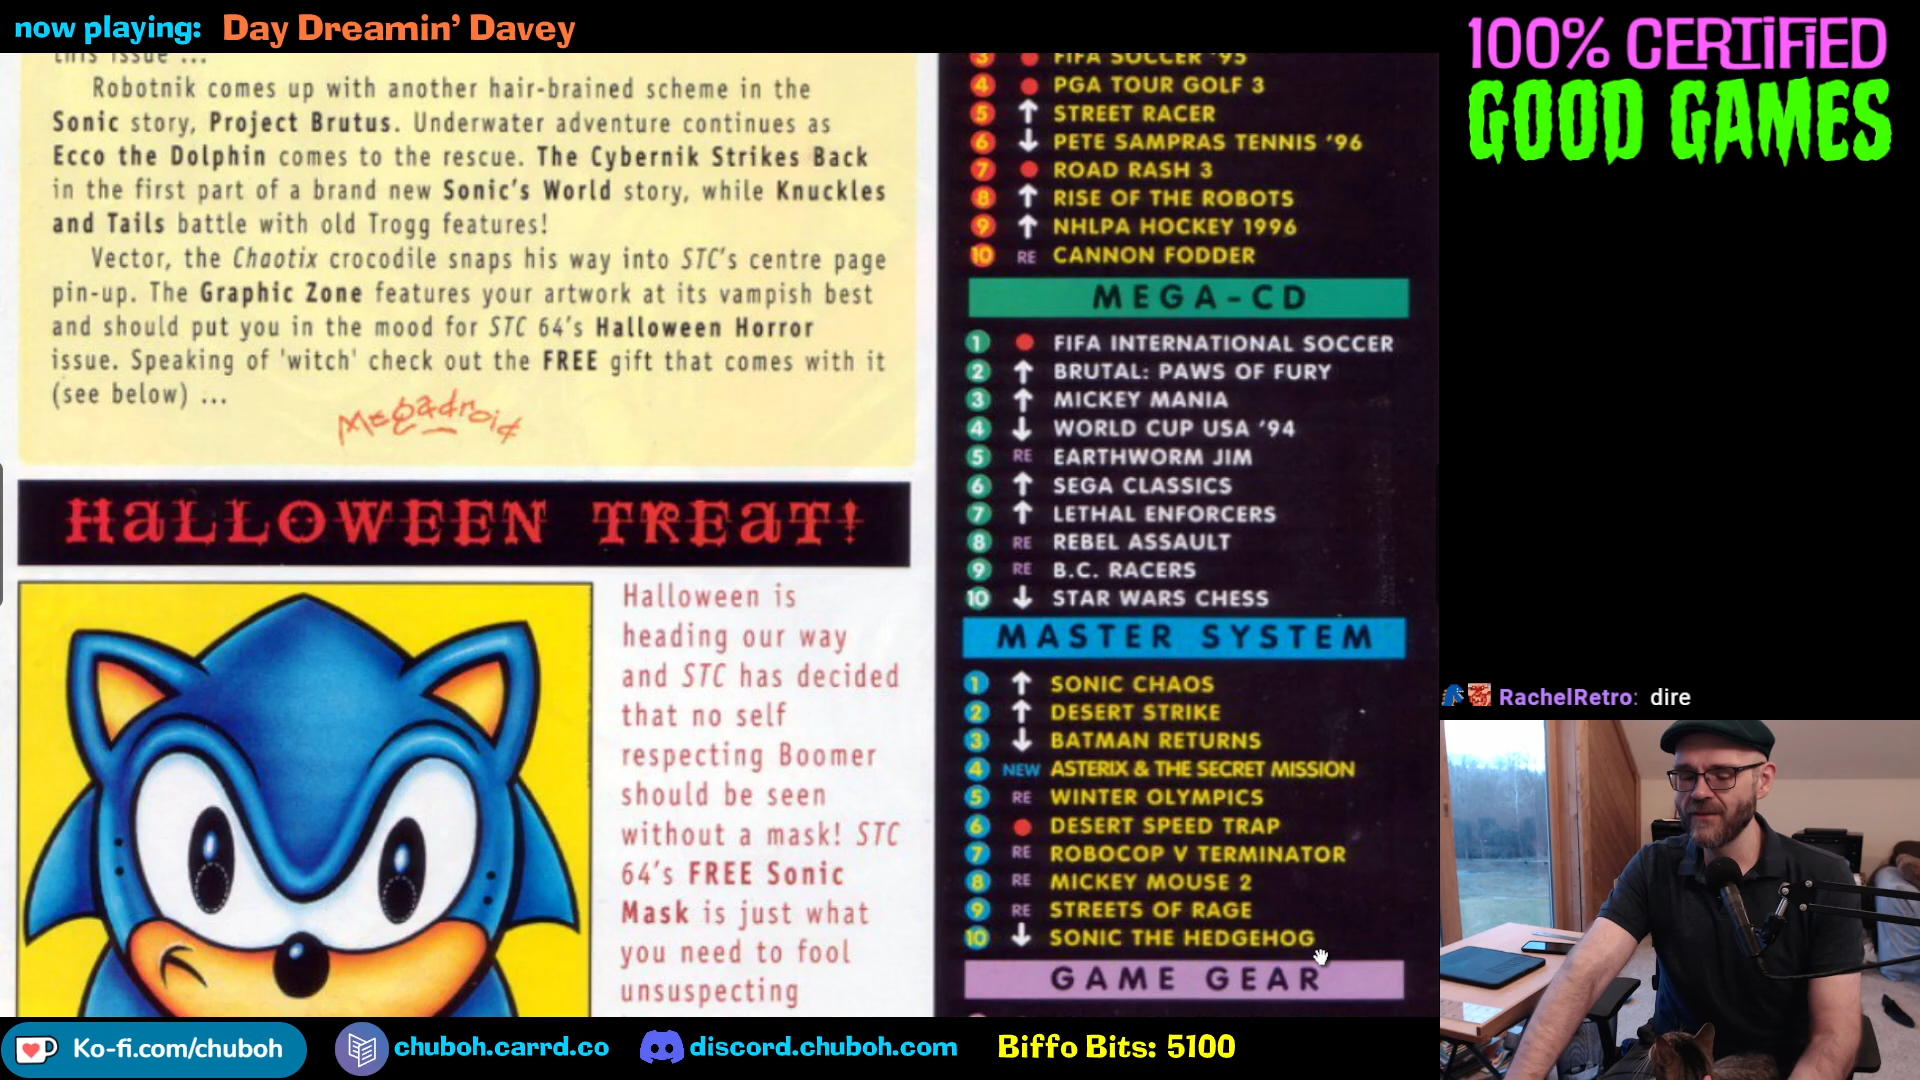 now playing: Day Dreamin' Davey
100% CERTIFIED
GOOD GAMES
this issue ...
Robotnik comes up with another hair-brained scheme in the
Sonic story, Project Brutus. Underwater adventure continues as
Ecco the Dolphin comes to the rescue. The Cybernik Strikes Back
in the first part of a brand new Sonic's World story, while Knuckles
and Tails battle with old Trogg features!
Vector, the Chaotix crocodile snaps his way into STC's centre page
pin-up. The Graphic Zone features your artwork at its vampish best
and should put you in the mood for STC 64's Halloween Horror
issue. Speaking of 'witch' check out the FREE gift that comes with it
(see below) ...
Megadroid
HALLOWEEN TREAT!
Halloween is
heading our way
and STC has decided
that no self
respecting Boomer
should be seen
without a mask! STC
64's FREE Sonic
Mask is just what
you need to fool
unsuspecting
3 FIFA SOCCER '95
4 PGA TOUR GOLF 3
5 STREET RACER
6 PETE SAMPRAS TENNIS '96
7 ROAD RASH 3
8 RISE OF THE ROBOTS
9 NHLPA HOCKEY 1996
10 RE CANNON FODDER
MEGA-CD
1 FIFA INTERNATIONAL SOCCER
2 BRUTAL: PAWS OF FURY
3 MICKEY MANIA
4 WORLD CUP USA '94
5 RE EARTHWORM JIM
6 SEGA CLASSICS
7 LETHAL ENFORCERS
8 RE REBEL ASSAULT
9 RE B.C. RACERS
10 STAR WARS CHESS
MASTER SYSTEM
1 SONIC CHAOS
2 DESERT STRIKE
3 BATMAN RETURNS
4 NEW ASTERIX & THE SECRET MISSION
5 RE WINTER OLYMPICS
6 DESERT SPEED TRAP
7 RE ROBOCOP V TERMINATOR
8 RE MICKEY MOUSE 2
9 RE STREETS OF RAGE
10 SONIC THE HEDGEHOG
GAME GEAR
RachelRetro: dire
Ko-fi.com/chuboh
chuboh.carrd.co
discord.chuboh.com
Biffo Bits: 5100